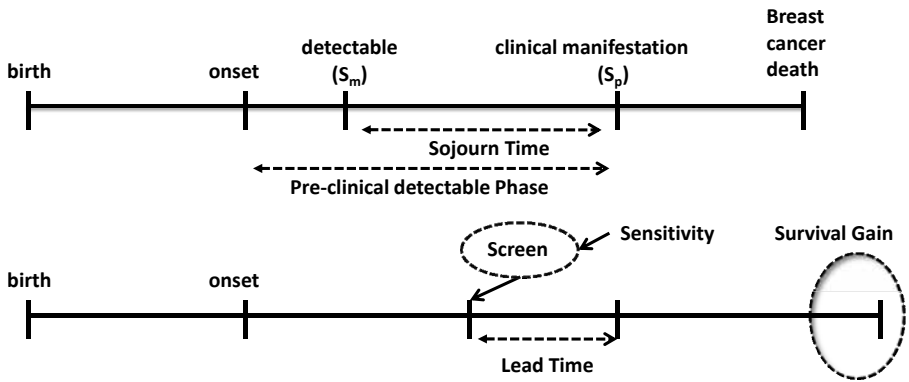 birth
onset
detectable
(Sm)
clinical manifestation
(Sp)
Breast
cancer
death
Sojourn Time
Pre-clinical detectable Phase
Screen
Sensitivity
Survival Gain
birth
onset
Lead Time